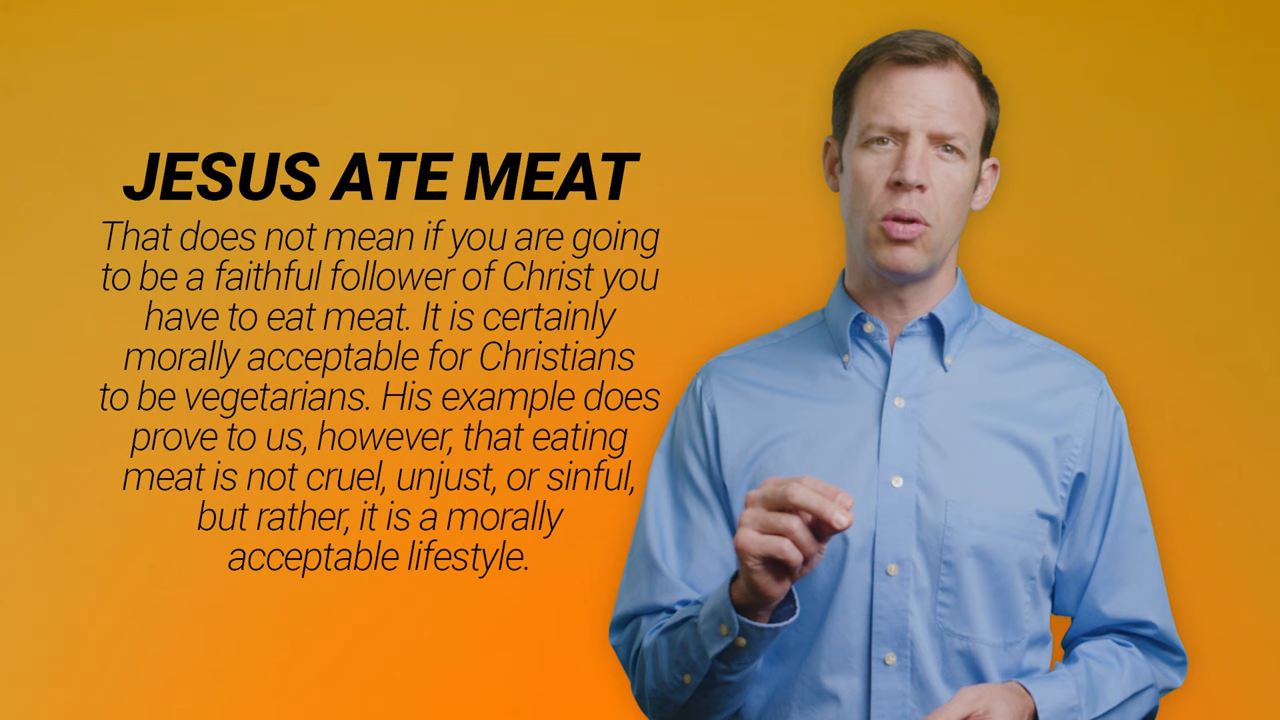 JESUS ATE MEAT
That does not mean if you are going
to be a faithful follower of Christ you
have to eat meat. It is certainly
morally acceptable for Christians
to be vegetarians. His example does
prove to us, however, that eating
meat is not cruel, unjust, or sinful,
but rather, it is a morally
acceptable lifestyle.